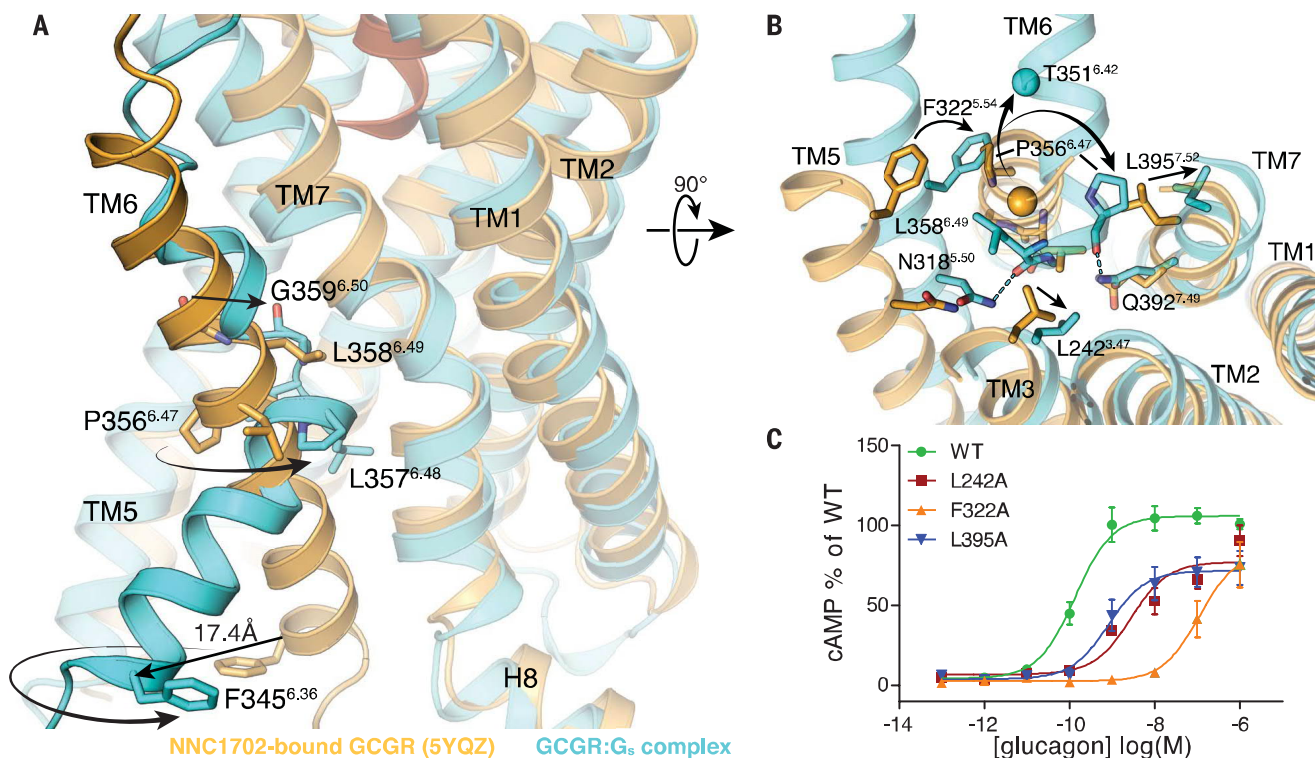 A
TM6
TM7
TM1
TM2
G359^6.50
L358^6.49
P356^6.47
L357^6.48
TM5
17.4Å
F345^6.36
H8
NNC1702-bound GCGR (5YQZ)
GCGR:Gₛ complex
90°
B
TM6
T351^6.42
F322^5.54
P356^6.47
L395^7.52
TM5
TM7
L358^6.49
N318^5.50
TM1
Q392^7.49
L242^3.47
TM3
TM2
C
150
100
50
0
cAMP % of WT
WT
L242A
F322A
L395A
-14
-12
-10
-8
-6
[glucagon] log(M)